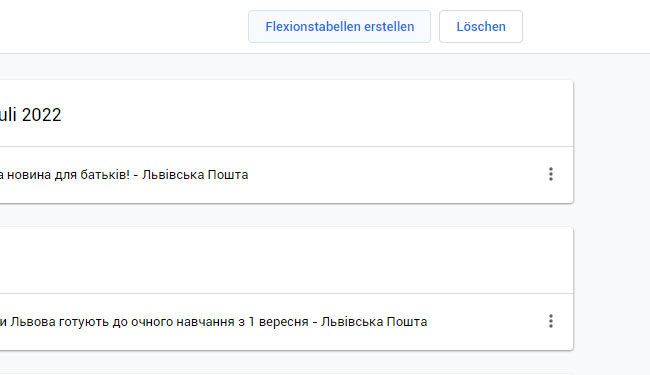 Flexionstabellen erstellen Löschen
uli 2022
а новина для батьків! - Львівська Пошта
и Львова готують до очного навчання з 1 вересня - Львівська Пошта